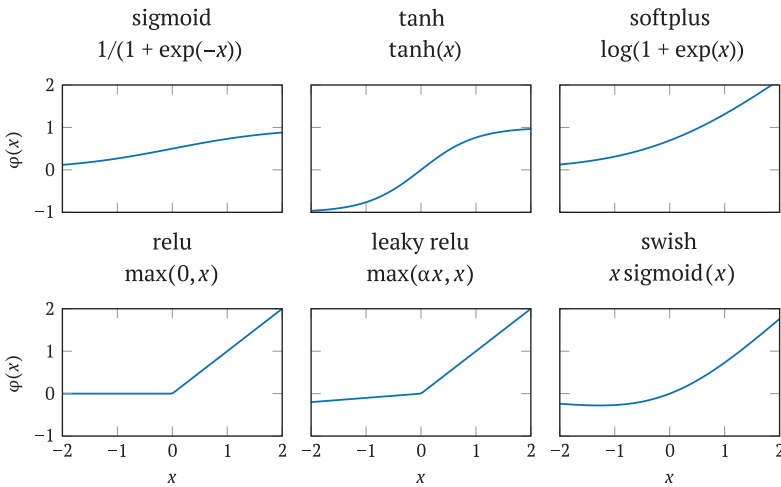 sigmoid
1/(1 + exp(−x))
tanh
tanh(x)
softplus
log(1 + exp(x))
φ(x)
2
1
0
−1
relu
max(0, x)
leaky relu
max(αx, x)
swish
x sigmoid(x)
φ(x)
2
1
0
−1
−2 −1 0 1 2
−2 −1 0 1 2
−2 −1 0 1 2
x
x
x